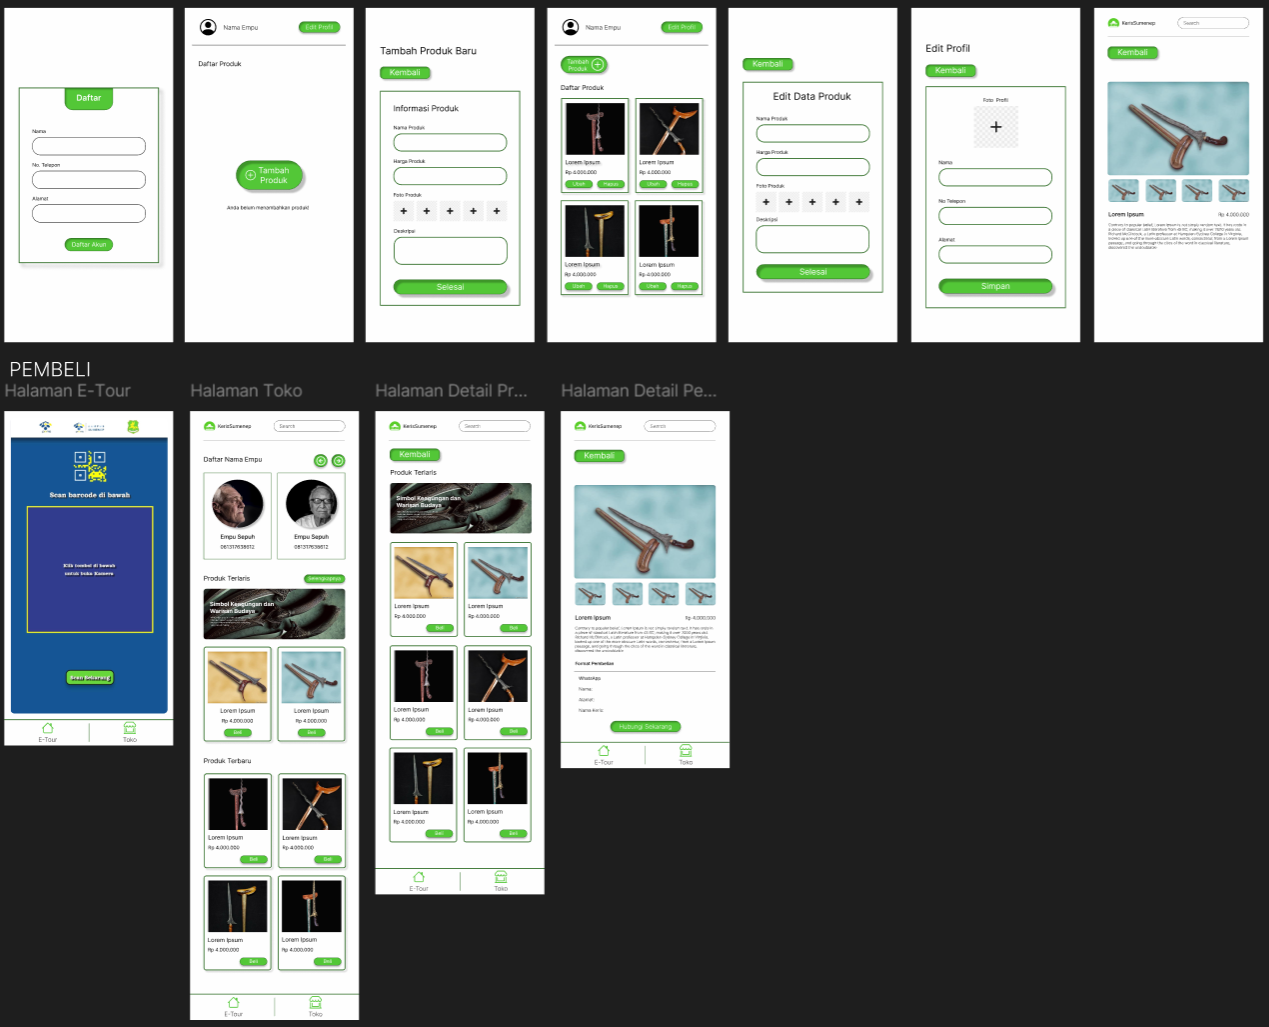 Daftar
Nama
No. Telepon
Alamat
Daftar Akun
Nama Empu
Edit Profil
Daftar Produk
Tambah
Produk
Anda belum menambahkan produk!
Tambah Produk Baru
Kembali
Informasi Produk
Nama Produk
Harga Produk
Foto Produk
Deskripsi
Selesai
Nama Empu
Edit Profil
Tambah
Produk
Daftar Produk
Lorem Ipsum
Rp 4.000.000
Ubah
Hapus
Lorem Ipsum
Rp 4.000.000
Ubah
Hapus
Lorem Ipsum
Rp 4.000.000
Ubah
Hapus
Lorem Ipsum
Rp 4.000.000
Ubah
Hapus
Kembali
Edit Data Produk
Nama Produk
Harga Produk
Foto Produk
Deskripsi
Selesai
Edit Profil
Kembali
Foto Profil
Nama
No Telepon
Alamat
Simpan
KerisSumenep
Search
Kembali
Lorem Ipsum
Rp 4.000.000
PEMBELI
Halaman E-Tour
Scan barcode di bawah
Klik tombol di bawah
untuk buka Kamera
Scan Sekarang
E-Tour
Toko
Halaman Toko
KerisSumenep
Search
Daftar Nama Empu
Empu Sepuh
081317638612
Empu Sepuh
081317638612
Produk Terlaris
Selengkapnya
Simbol Keagungan dan
Warisan Budaya
Lorem Ipsum
Rp 4.000.000
Beli
Lorem Ipsum
Rp 4.000.000
Beli
Produk Terbaru
Lorem Ipsum
Rp 4.000.000
Beli
Lorem Ipsum
Rp 4.000.000
Beli
Lorem Ipsum
Rp 4.000.000
Beli
Lorem Ipsum
Rp 4.000.000
Beli
E-Tour
Toko
Halaman Detail Pr...
KerisSumenep
Search
Kembali
Produk Terlaris
Simbol Keagungan dan
Warisan Budaya
Lorem Ipsum
Rp 4.000.000
Beli
Lorem Ipsum
Rp 4.000.000
Beli
Lorem Ipsum
Rp 4.000.000
Beli
Lorem Ipsum
Rp 4.000.000
Beli
Lorem Ipsum
Rp 4.000.000
Beli
Lorem Ipsum
Rp 4.000.000
Beli
E-Tour
Toko
Halaman Detail Pe...
KerisSumenep
Search
Kembali
Lorem Ipsum
Rp 4.000.000
Format Pembelian
WhatsApp
Nama:
Alamat:
Nama Keris:
Hubungi Sekarang
E-Tour
Toko